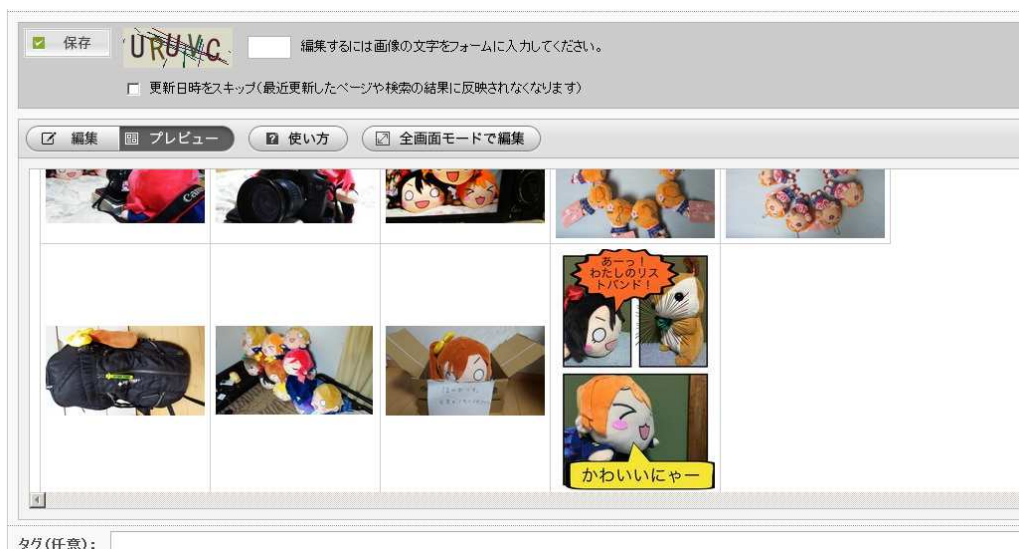 保存
URUVC
編集するには画像の文字をフォームに入力してください。
更新日時をスキップ(最近更新したページや検索の結果に反映されなくなります)
編集
プレビュー
使い方
全画面モードで編集
Canon
あーっ！
わたしのリス
トバンド！
かわいいにゃー
タグ(任意):